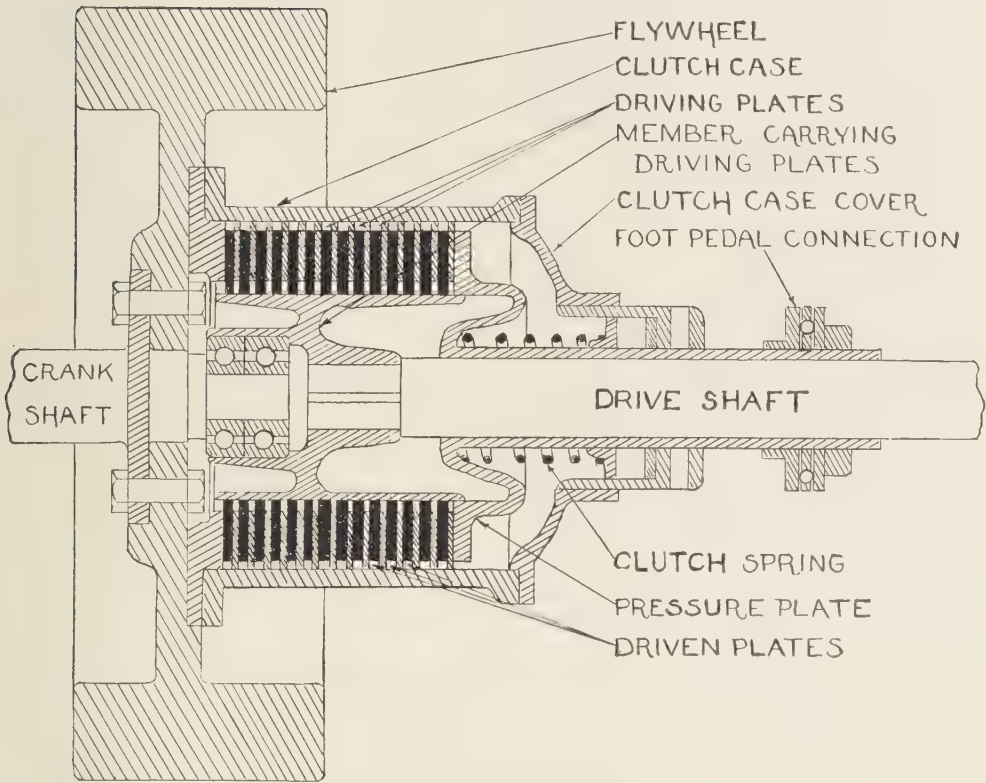 FLYWHEEL
CLUTCH CASE
DRIVING PLATES
MEMBER CARRYING
DRIVING PLATES
CLUTCH CASE COVER
FOOT PEDAL CONNECTION
CRANK
SHAFT
DRIVE SHAFT
CLUTCH SPRING
PRESSURE PLATE
DRIVEN PLATES